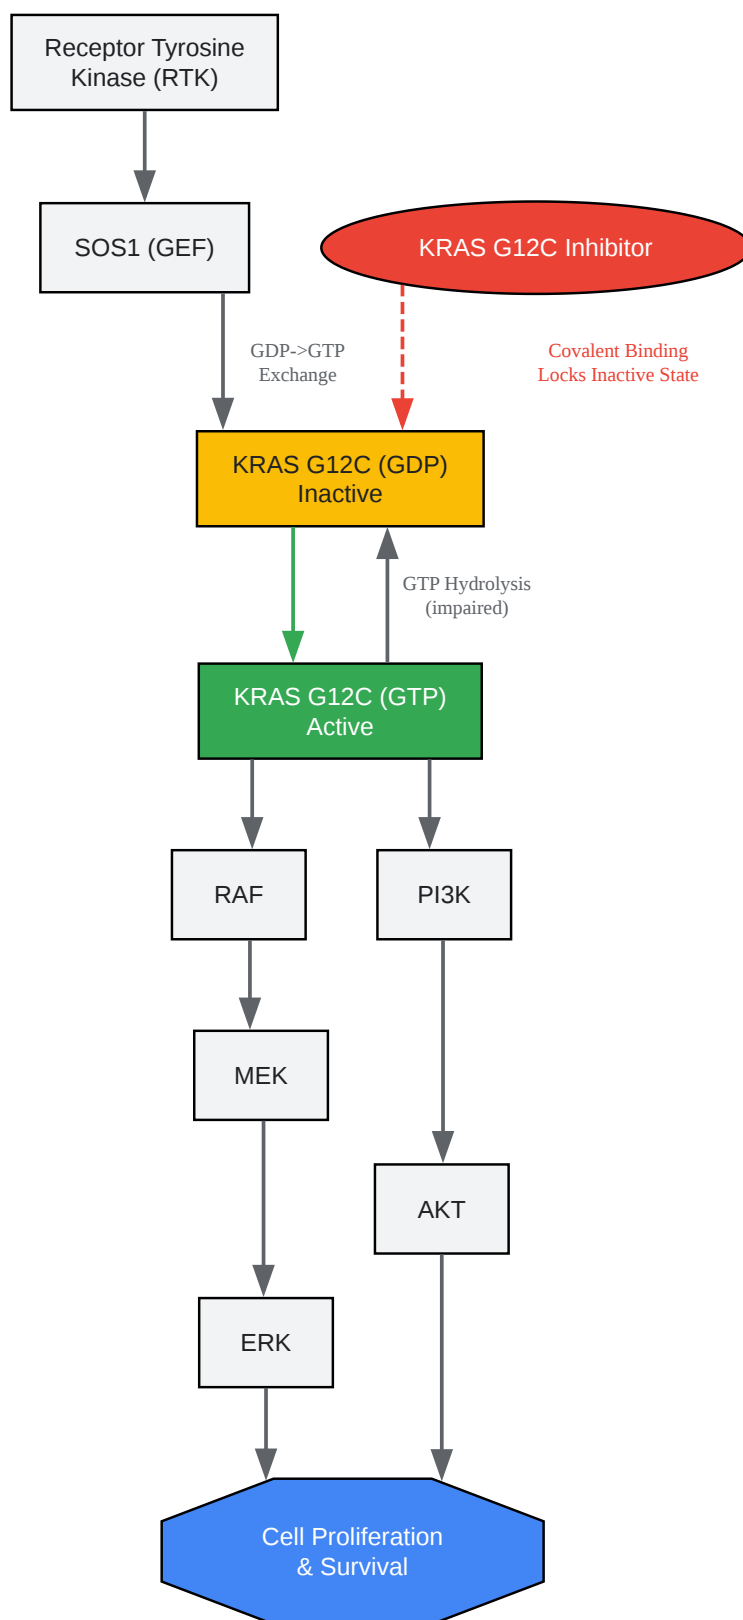 Receptor Tyrosine
Kinase (RTK)
SOS1 (GEF)
KRAS G12C Inhibitor
GDP->GTP
Exchange
Covalent Binding
Locks Inactive State
KRAS G12C (GDP)
Inactive
GTP Hydrolysis
(impaired)
KRAS G12C (GTP)
Active
RAF
PI3K
MEK
AKT
ERK
Cell Proliferation
& Survival